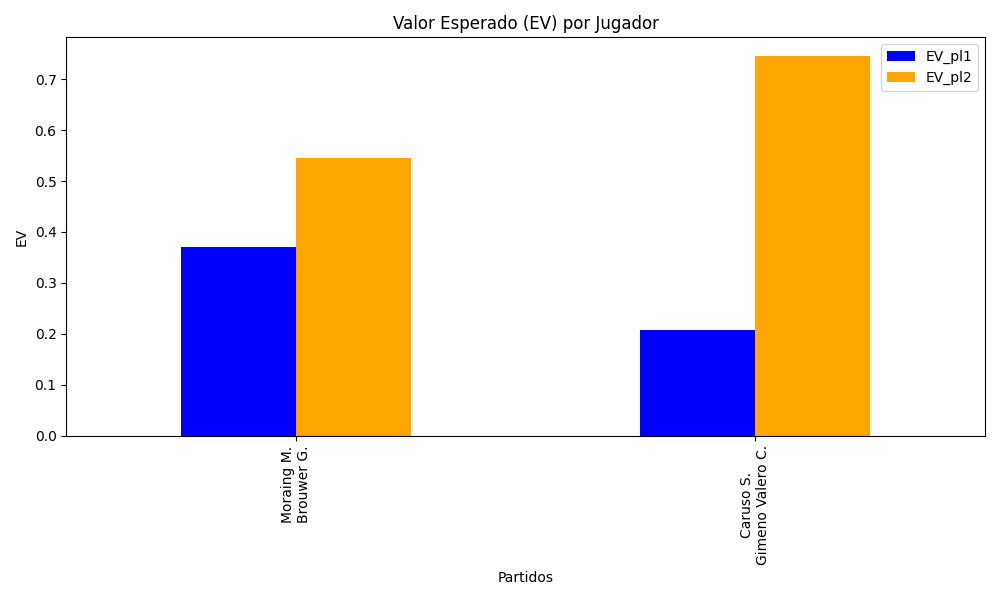 Valor Esperado (EV) por Jugador
EV_pl1
EV_pl2
0.7
0.6
0.5
0.4
0.3
0.2
0.1
0.0
EV
Moraing M.
Brouwer G.
Caruso S.
Gimeno Valero C.
Partidos